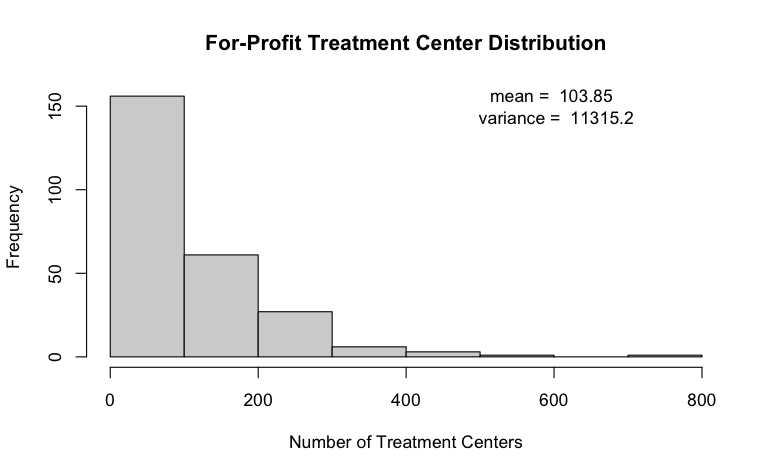 For-Profit Treatment Center Distribution
mean =  103.85
variance =  11315.2
150
100
50
0
Frequency
0 200 400 600 800
Number of Treatment Centers